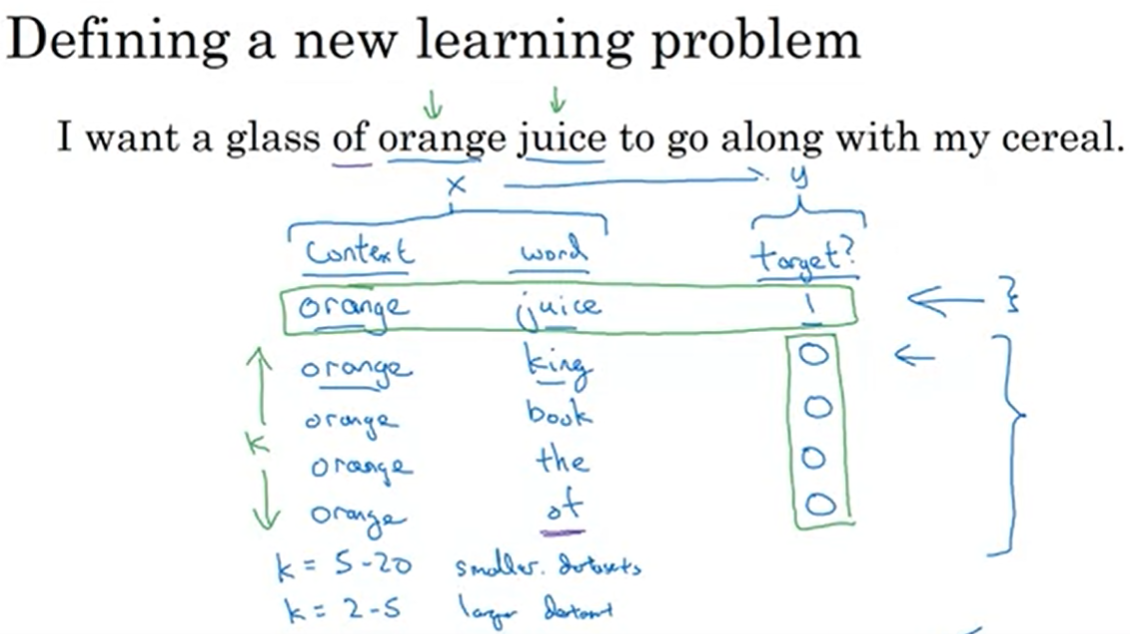 Defining a new learning problem
I want a glass of orange juice to go along with my cereal.
x y
Context word target?
orange juice 1
orange king 0
k orange book 0
orange the 0
orange of 0
k = 5-20 smaller datasets
k = 2-5 larger dataset